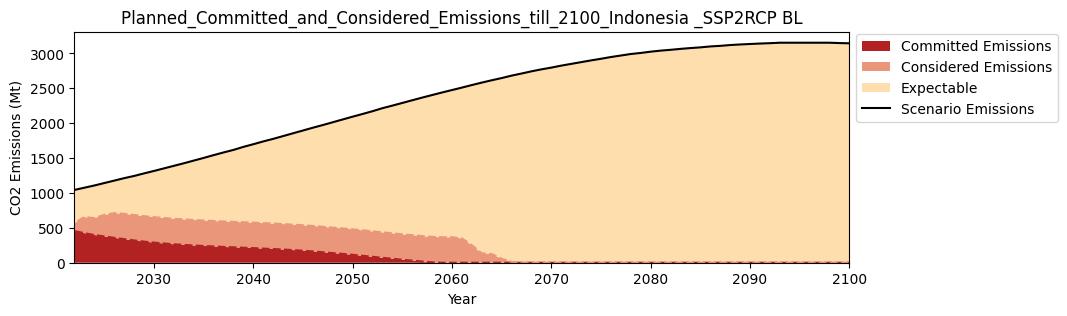 Planned_Committed_and_Considered_Emissions_till_2100_Indonesia _SSP2RCP BL
3000
2500
2000
1500
1000
500
0
CO2 Emissions (Mt)
2030
2040
2050
2060
2070
2080
2090
2100
Year
Committed Emissions
Considered Emissions
Expectable
Scenario Emissions